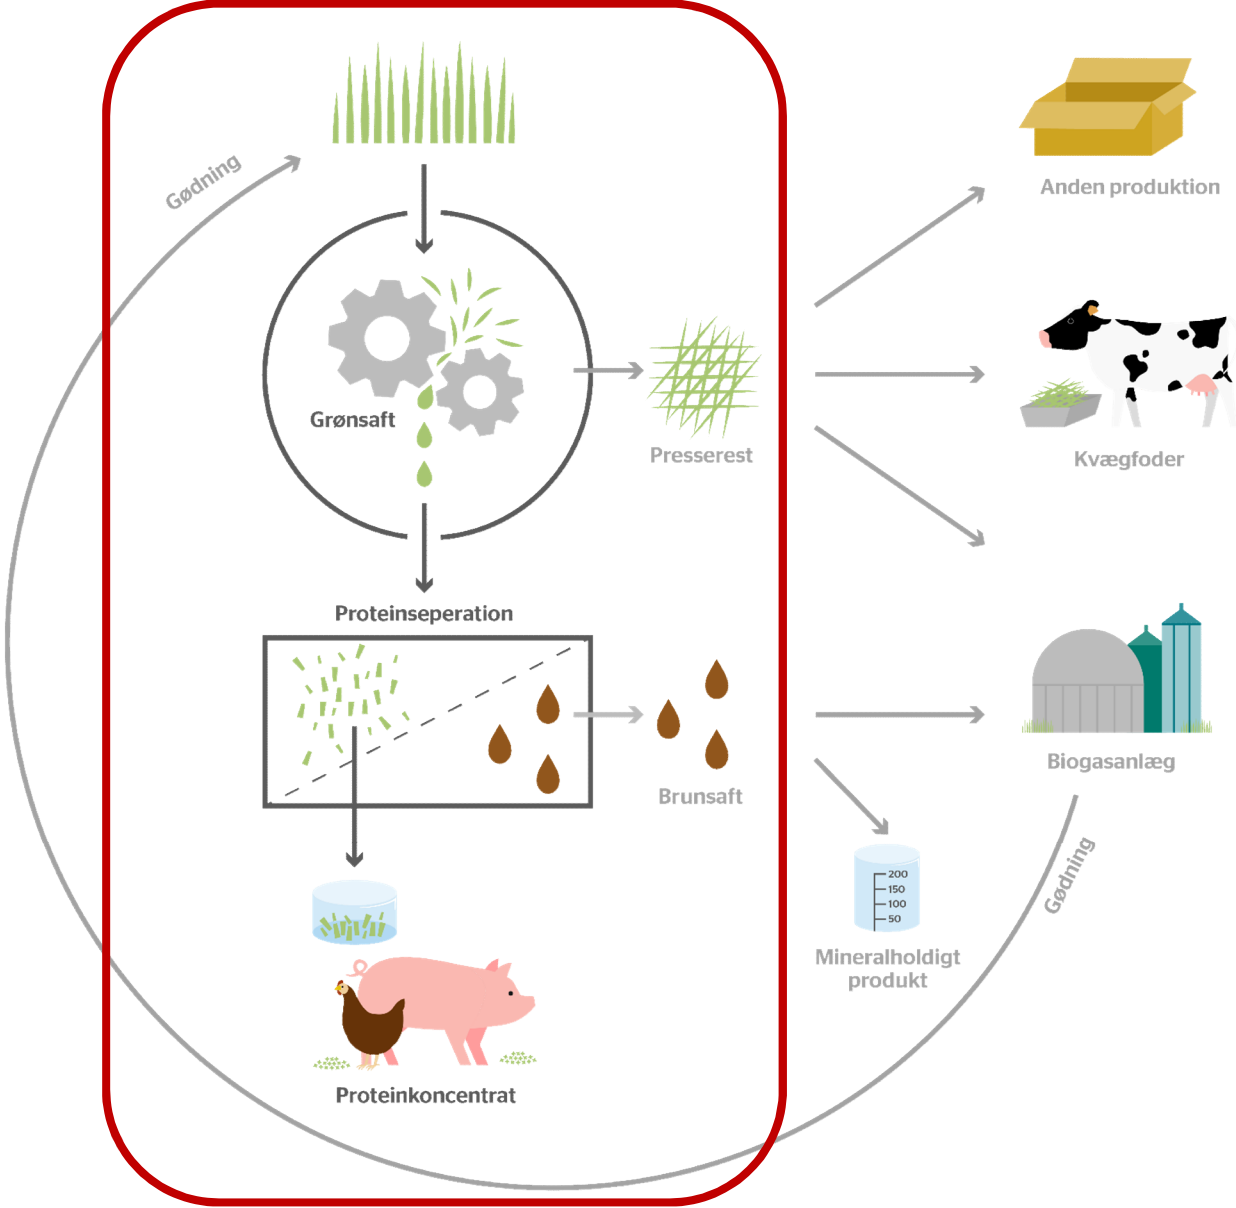 Gødning
Anden produktion
Grønsaft
Presserest
Kvægfoder
Proteinseperation
Brunsaft
Biogasanlæg
200
150
100
50
Gødning
Mineralholdigt
produkt
Proteinkoncentrat